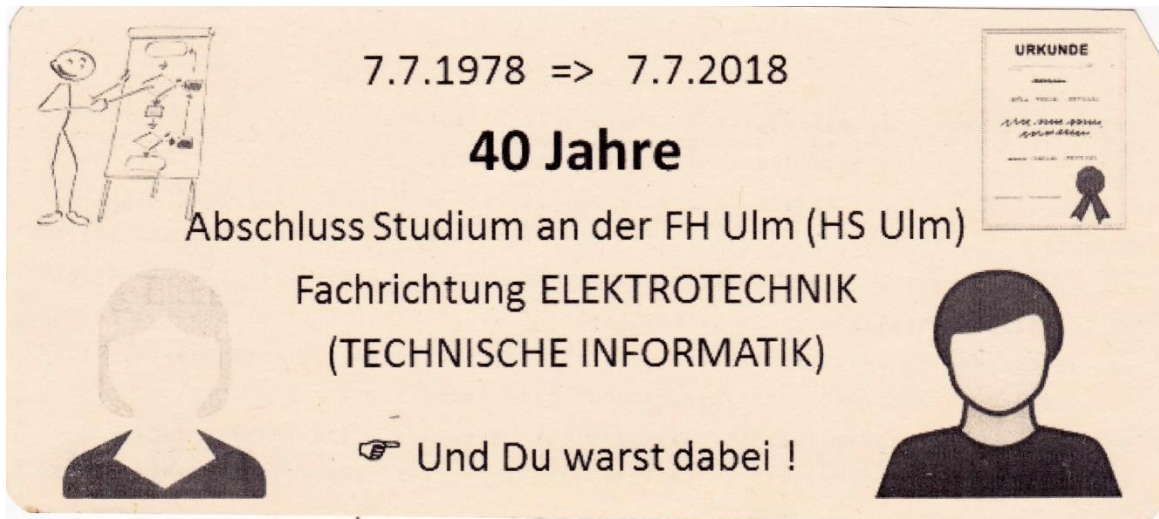 7.7.1978 => 7.7.2018
URKUNDE
40 Jahre
Abschluss Studium an der FH Ulm (HS Ulm)
Fachrichtung ELEKTROTECHNIK
(TECHNISCHE INFORMATIK)
☞ Und Du warst dabei !